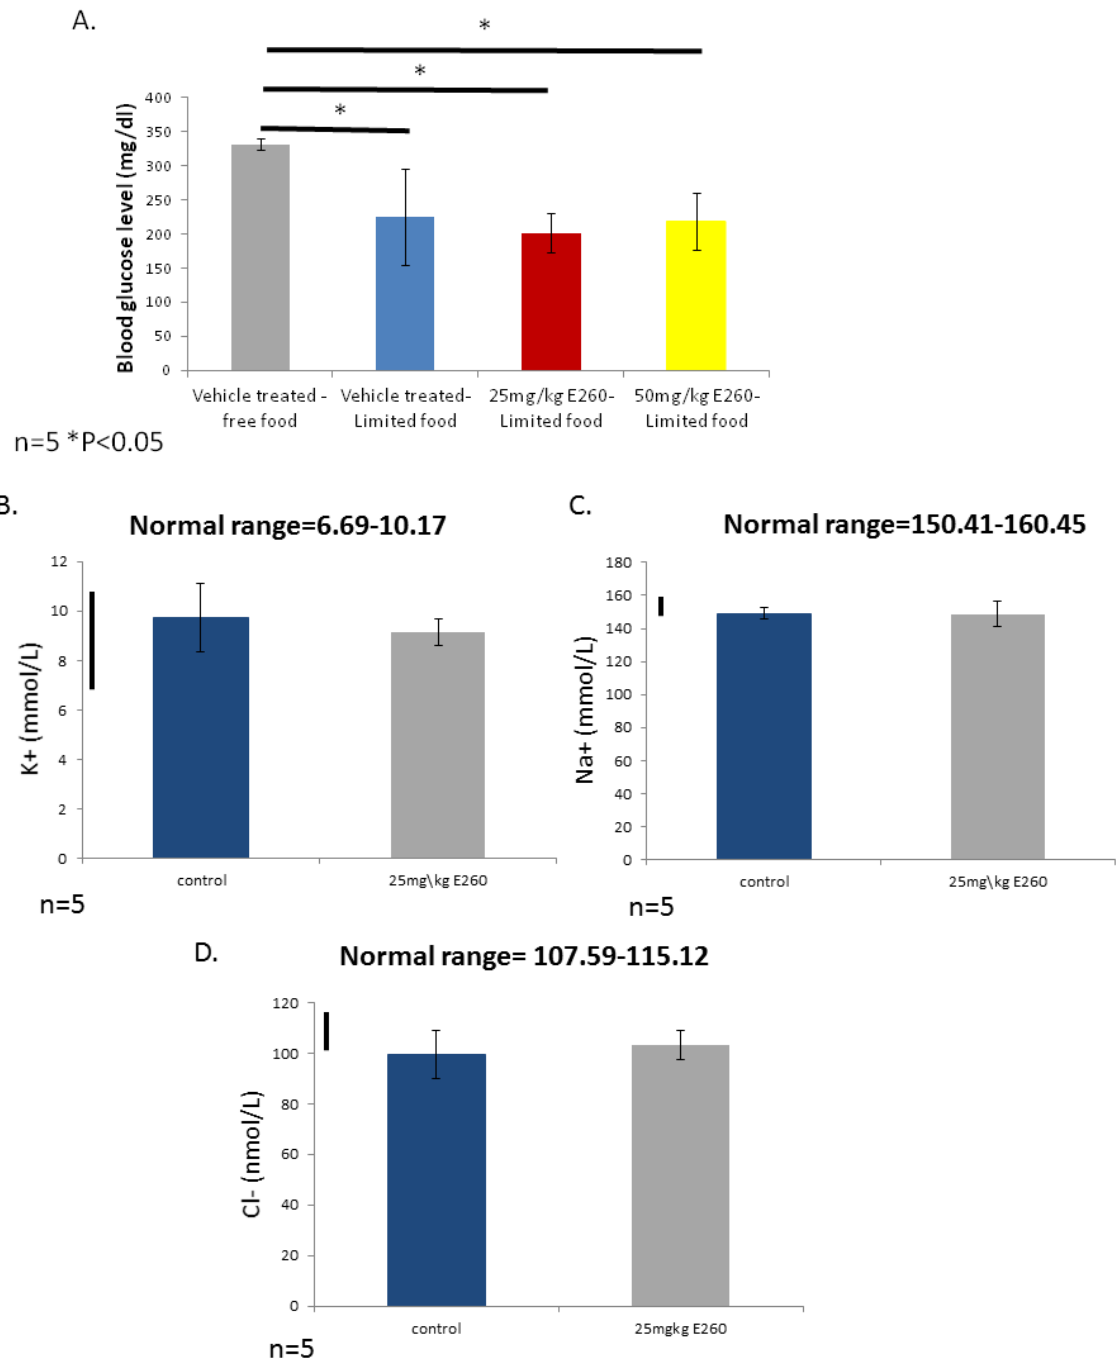 A.
*
*
*
Blood glucose level (mg/dl)
400
350
300
250
200
150
100
50
0
Vehicle treated - free food
Vehicle treated- Limited food
25mg/kg E260- Limited food
50mg/kg E260- Limited food
n=5 *P<0.05
B.
Normal range=6.69-10.17
K+ (mmol/L)
12
10
8
6
4
2
0
control
25mg\kg E260
n=5
C.
Normal range=150.41-160.45
Na+ (mmol/L)
180
160
140
120
100
80
60
40
20
0
control
25mg\kg E260
n=5
D.
Normal range= 107.59-115.12
Cl- (nmol/L)
120
100
80
60
40
20
0
control
25mgkg E260
n=5